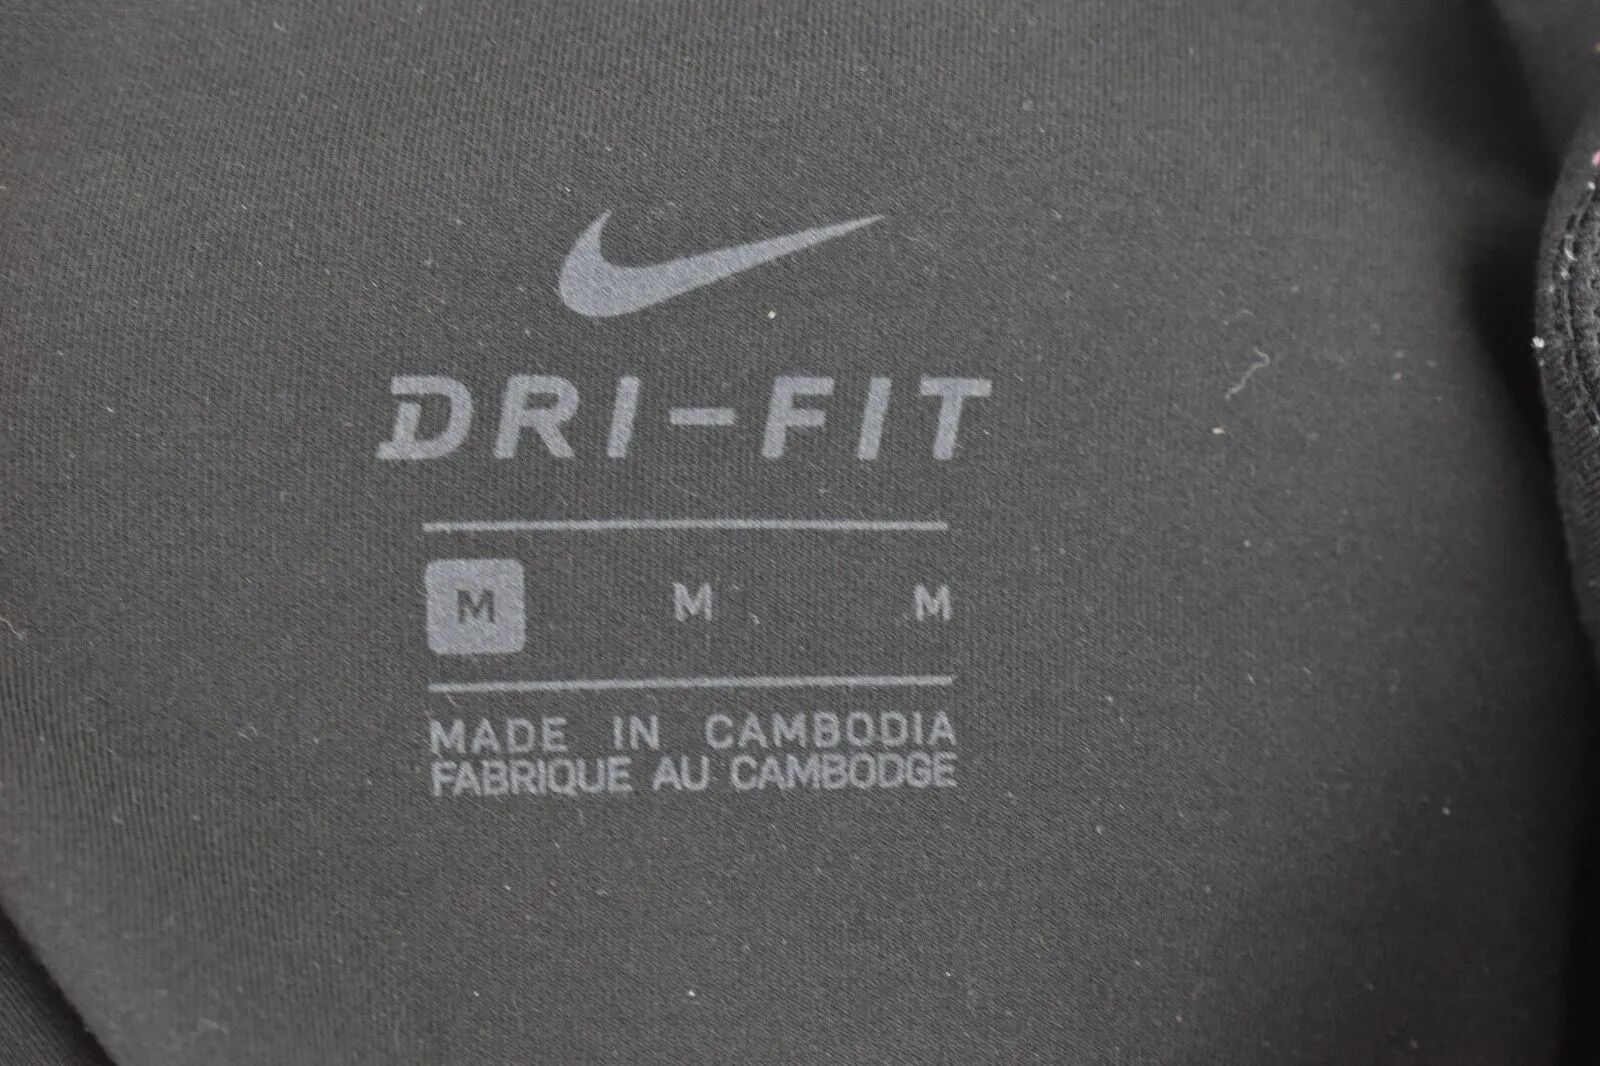 DRI-FIT
M M M
MADE IN CAMBODIA
FABRIQUE AU CAMBODGE